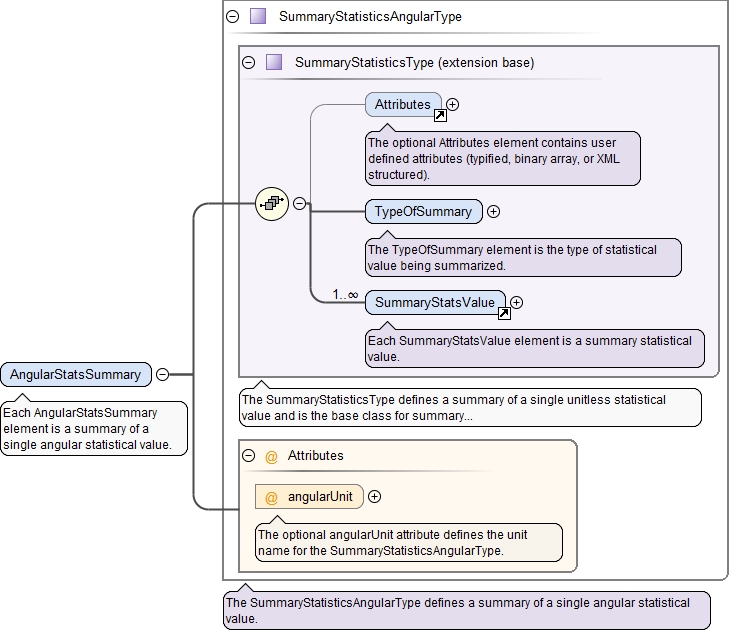 SummaryStatisticsAngularType
SummaryStatisticsType (extension base)
Attributes
The optional Attributes element contains user
defined attributes (typified, binary array, or XML
structured).
TypeOfSummary
The TypeOfSummary element is the type of statistical
value being summarized.
1..∞
SummaryStatsValue
Each SummaryStatsValue element is a summary statistical
value.
AngularStatsSummary
Each AngularStatsSummary
element is a summary of a
single angular statistical value.
The SummaryStatisticsType defines a summary of a single unitless statistical
value and is the base class for summary...
@ Attributes
@ angularUnit
The optional angularUnit attribute defines the unit
name for the SummaryStatisticsAngularType.
The SummaryStatisticsAngularType defines a summary of a single angular statistical
value.